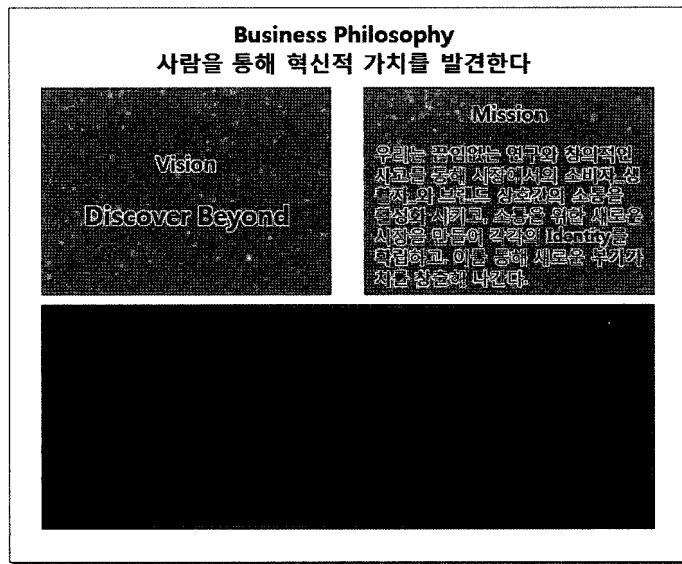 Business Philosophy
사람을 통해 혁신적 가치를 발견한다
Vision
Discover Beyond
Mission
우리는 끊임없는 연구와 창의적인
사고를 통해 시장에서의 소비자, 생
활자, 와 브랜드 상호간의 소통을
활성화 시키고, 소통을 위한 새로운
시장을 만들어 각각의 Identity를
확립하고, 이를 통해 새로운 부가가
치를 창출해 나간다.